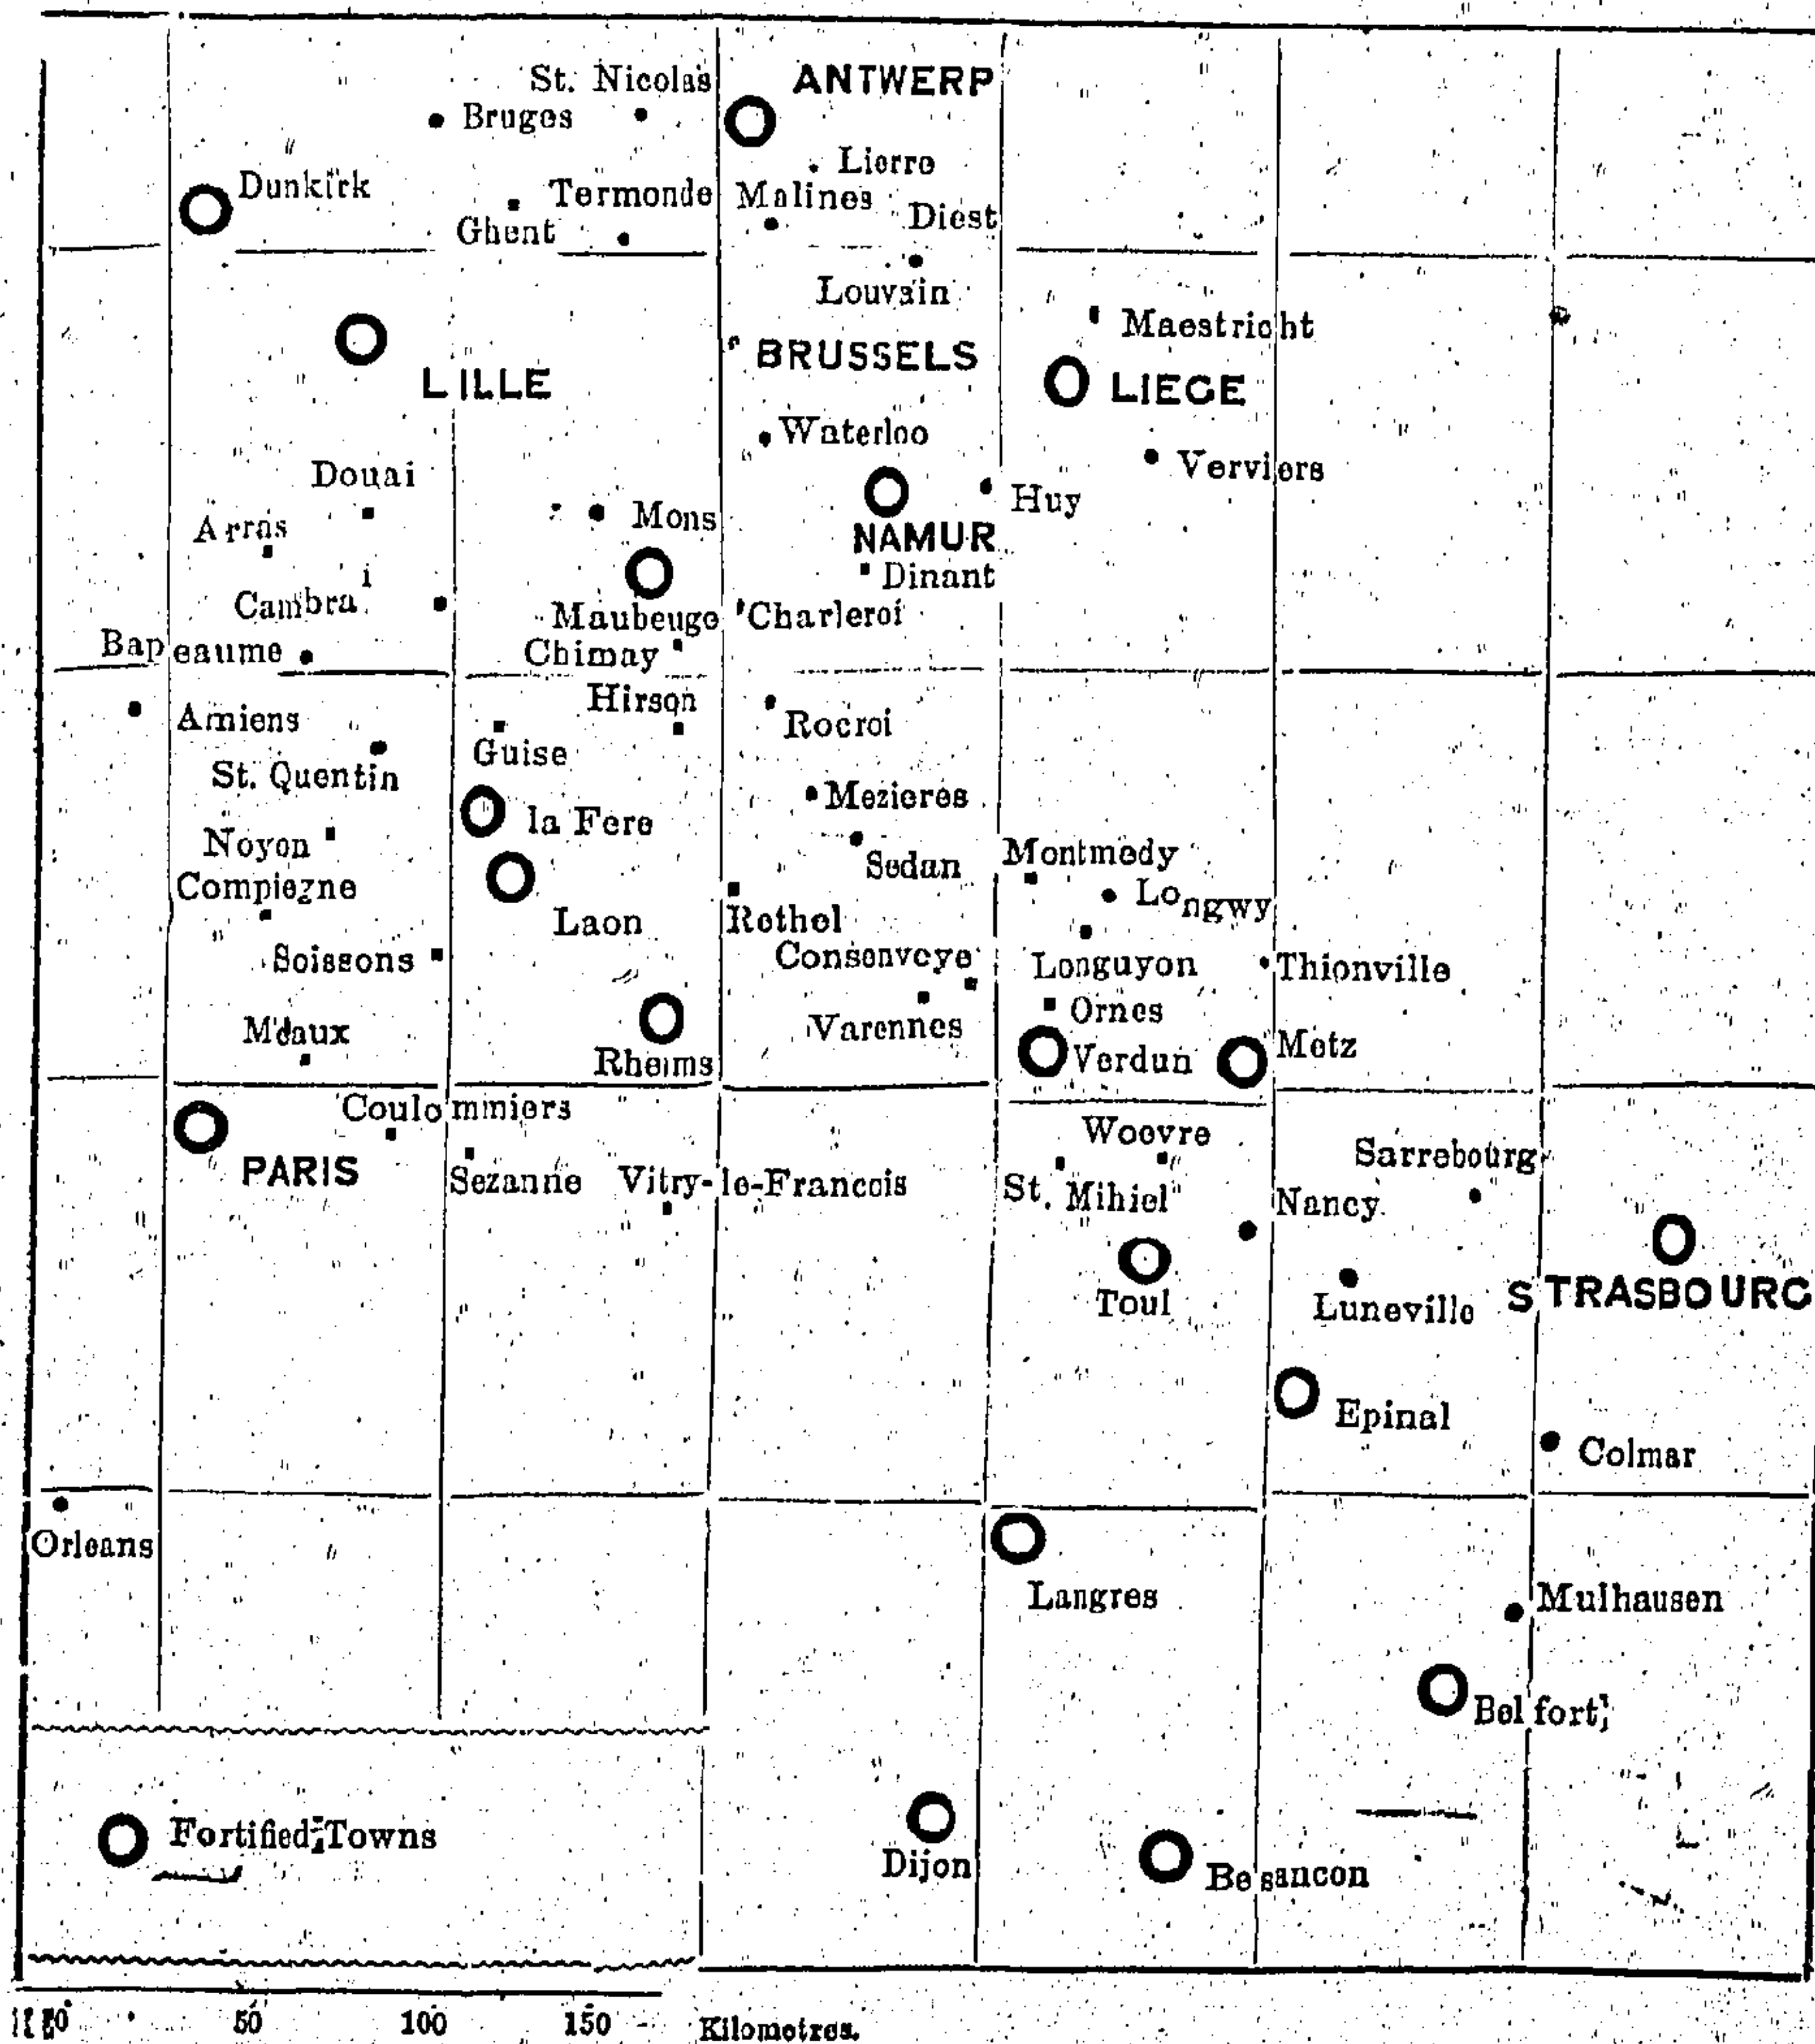 St. Nicolas
ANTWERP
Bruges
Lierre
Dunkirk
Termonde
Malines
Diest
Ghent
Louvain
Maestricht
BRUSSELS
LILLE
LIEGE
Waterloo
Verviers
Douai
Huy
Mons
Arras
NAMUR
Dinant
Cambrai
Maubeuge
Charleroi
Bapeaume
Chimay
Hirson
Amiens
Rocroi
Guise
St. Quentin
Mezieres
la Fere
Noyon
Sedan
Montmedy
Compiegne
Longwy
Laon
Rethel
Soissons
Consenvoye
Longuyon
Thionville
Ornes
Varennes
Meaux
Rheims
Verdun
Metz
Coulommiers
Woevre
PARIS
Sezanne
Vitry-le-Francois
Sarrebourg
St. Mihiel
Nancy
Toul
Luneville
STRASBOURG
Epinal
Colmar
Orleans
Langres
Mulhausen
Belfort
Fortified Towns
Dijon
Besancon
50 100 150 Kilometres.